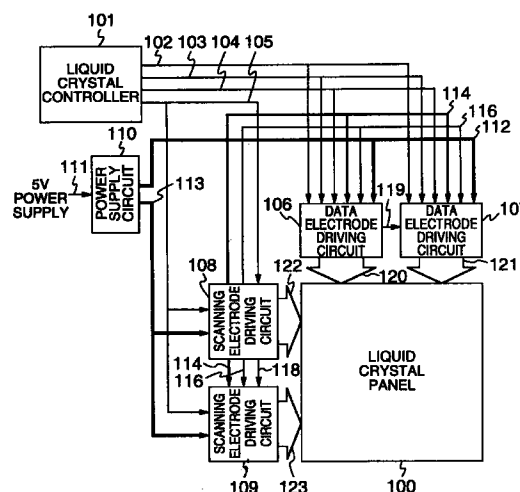 101
102 103 104 105
LIQUID
CRYSTAL
CONTROLLER
114
116
112
110
111
5V POWER
SUPPLY
POWER
SUPPLY
CIRCUIT
113
106
DATA
ELECTRODE
DRIVING
CIRCUIT
119
DATA
ELECTRODE
DRIVING
CIRCUIT
107
120
121
108
SCANNING
ELECTRODE
DRIVING
CIRCUIT
122
114
116
118
LIQUID
CRYSTAL
PANEL
SCANNING
ELECTRODE
DRIVING
CIRCUIT
109
123
100